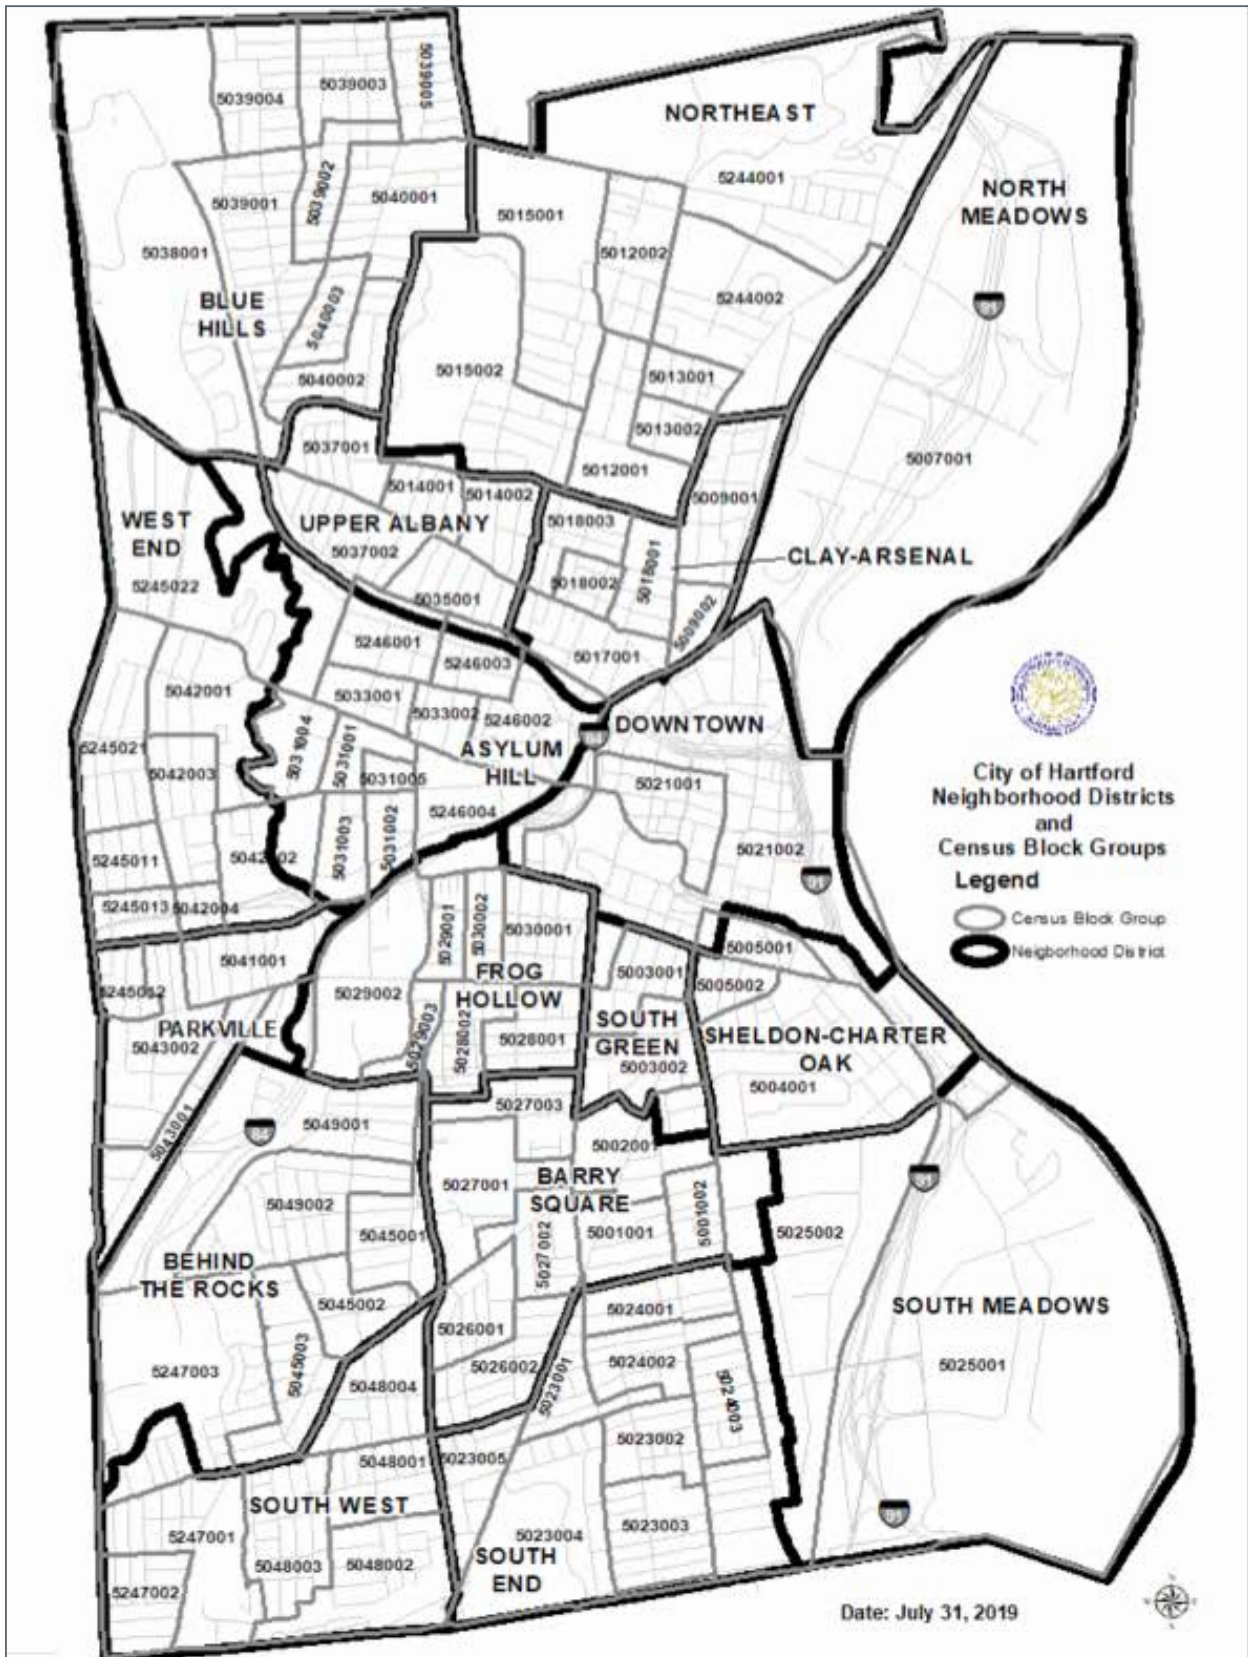 5039004
5039003
5039005
NORTHEAST
5244001
5039002
5039001
5040001
NORTH
MEADOWS
5015001
5038001
5012002
BLUE
HILLS
5040003
5244002
5015002
5013001
5040002
5013002
5037001
5007001
5012001
5014001
5014002
5009001
WEST
END
UPPER ALBANY
5018003
5037002
CLAY-ARSENAL
5018001
5018002
5245022
5035001
5009002
5246001
5246003
5017001
5042001
5033001
5033002
5246002
DOWNTOWN
5031004
5031001
ASYLUM
HILL
5245021
5042003
5031005
5021001
City of Hartford
Neighborhood Districts
and
Census Block Groups
5246004
5031003
5031002
5021002
5245011
Legend
5245013
5042004
Census Block Group
Neigborhood District
5029001
5030002
5030001
5005001
5041001
5003001
FROG
HOLLOW
5005002
5245052
5029002
PARKVILLE
SOUTH
GREEN
SHELDON-CHARTER
OAK
5043002
5029003
5028002
5028001
5003002
5004001
5027003
5043001
5049001
5002001
BARRY
SQUARE
5027001
5001002
5049002
5045001
5027002
5001001
5025002
BEHIND
THE ROCKS
5045002
5024001
SOUTH MEADOWS
5026001
5045003
5026002
5023001
5024002
5025001
5247003
5048004
5024003
5023002
5048001
5023005
SOUTH WEST
5247001
5023004
5023003
5048003
5048002
SOUTH
END
5247002
Date: July 31, 2019